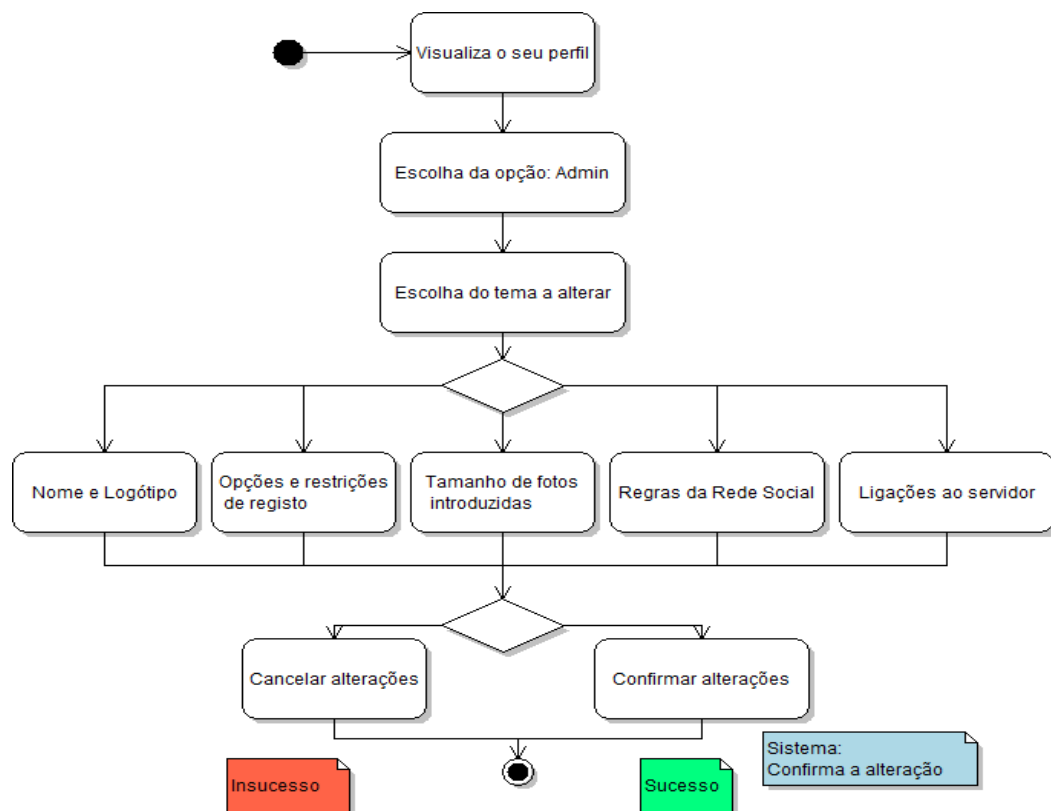 Visualiza o seu perfil
Escolha da opção: Admin
Escolha do tema a alterar
Nome e Logótipo
Opções e restrições
de registo
Tamanho de fotos
introduzidas
Regras da Rede Social
Ligações ao servidor
Cancelar alterações
Confirmar alterações
Insucesso
Sucesso
Sistema:
Confirma a alteração